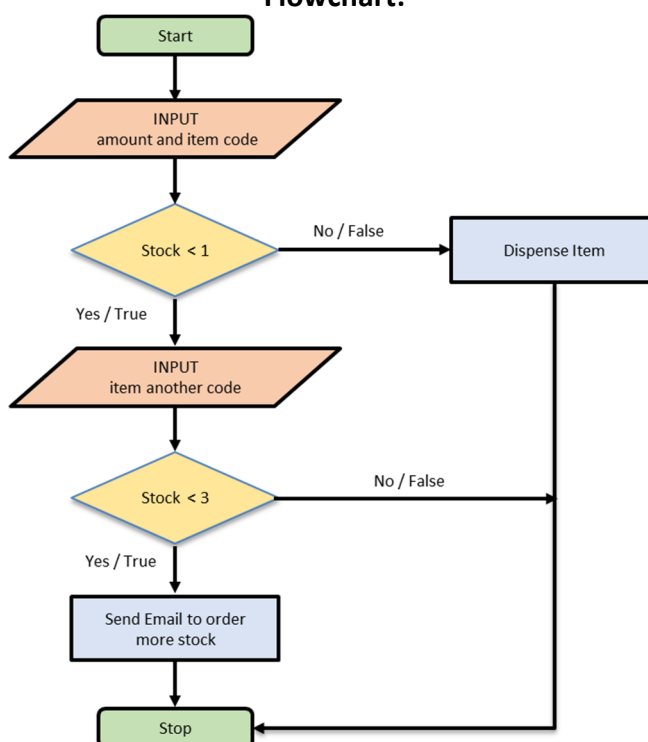 Flowchart:
Start
INPUT
amount and item code
Stock < 1
No / False
Dispense Item
Yes / True
INPUT
item another code
Stock < 3
No / False
Yes / True
Send Email to order
more stock
Stop